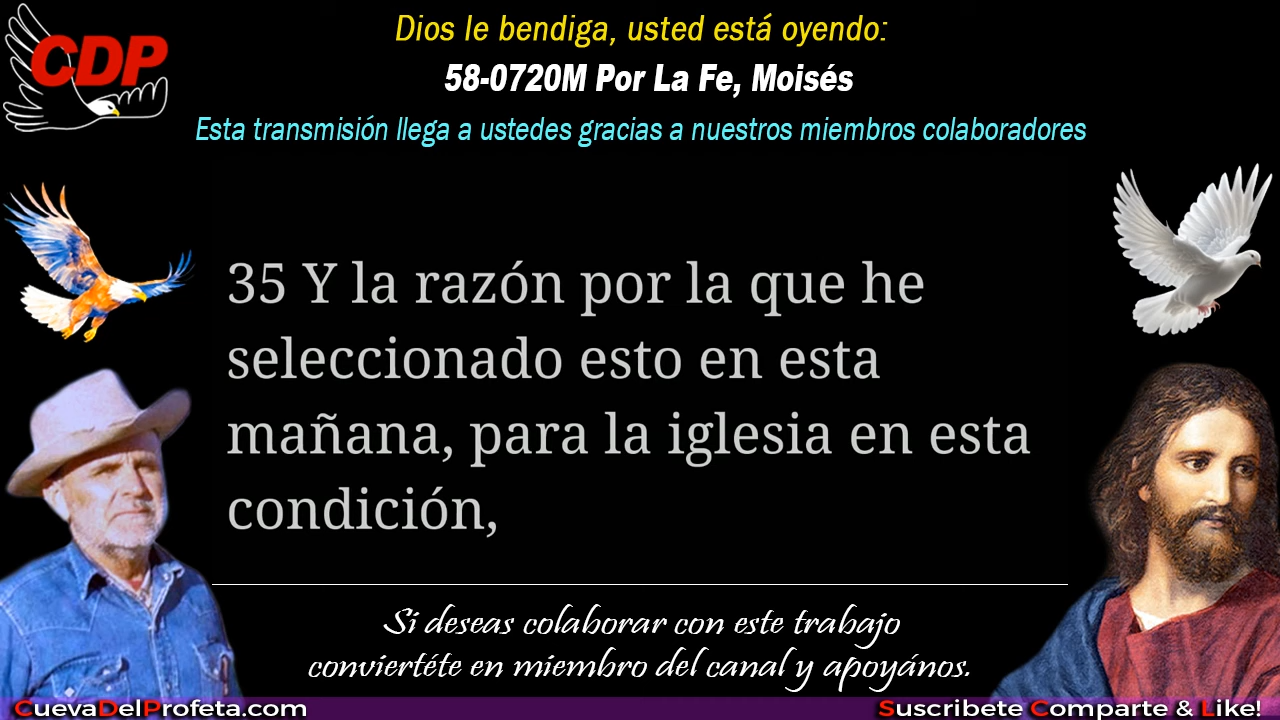 CDP
Dios le bendiga, usted está oyendo:
58-0720M Por La Fe, Moisés
Esta transmisión llega a ustedes gracias a nuestros miembros colaboradores
35 Y la razón por la que he
seleccionado esto en esta
mañana, para la iglesia en esta
condición,
Si deseas colaborar con este trabajo
conviertéte en miembro del canal y apoyános.
CuevaDelProfeta.com
Suscribete Comparte & Like!